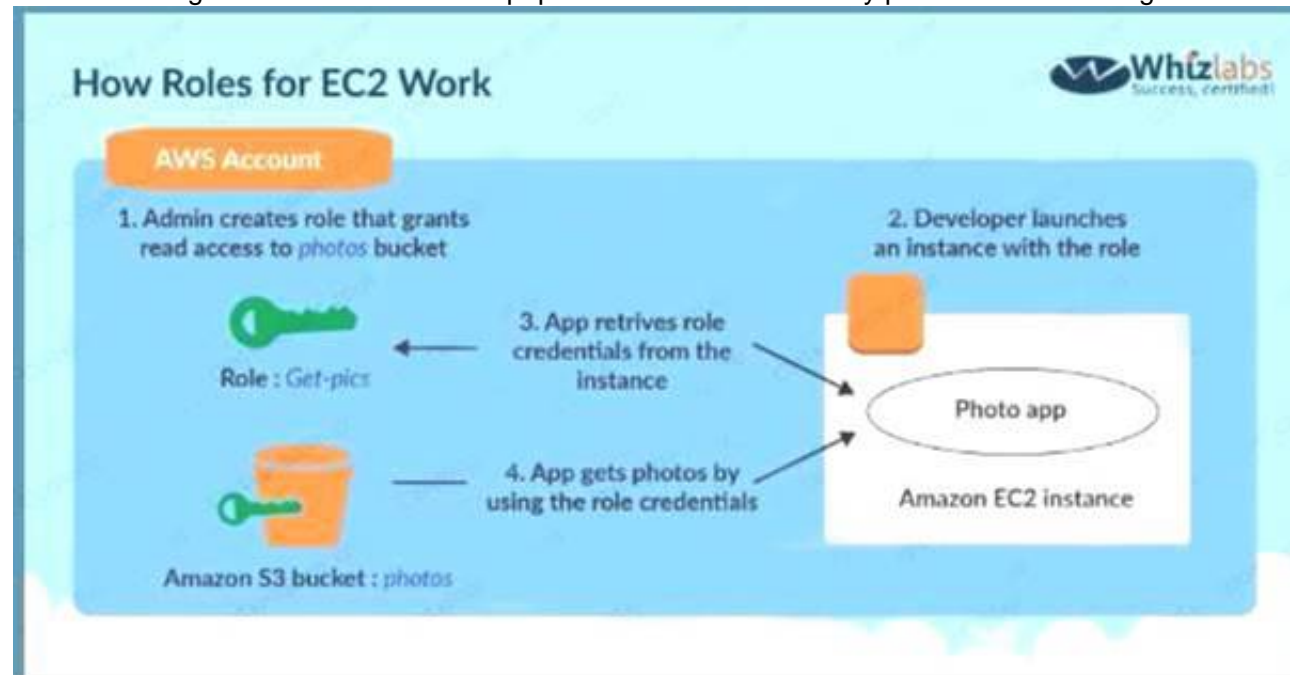 How Roles for EC2 Work
Whizlabs
Success, certified!
AWS Account
1. Admin creates role that grants
read access to photos bucket
2. Developer launches
an instance with the role
3. App retrives role
credentials from the
instance
Role : Get-pics
Photo app
4. App gets photos by
using the role credentials
Amazon EC2 instance
Amazon S3 bucket : photos